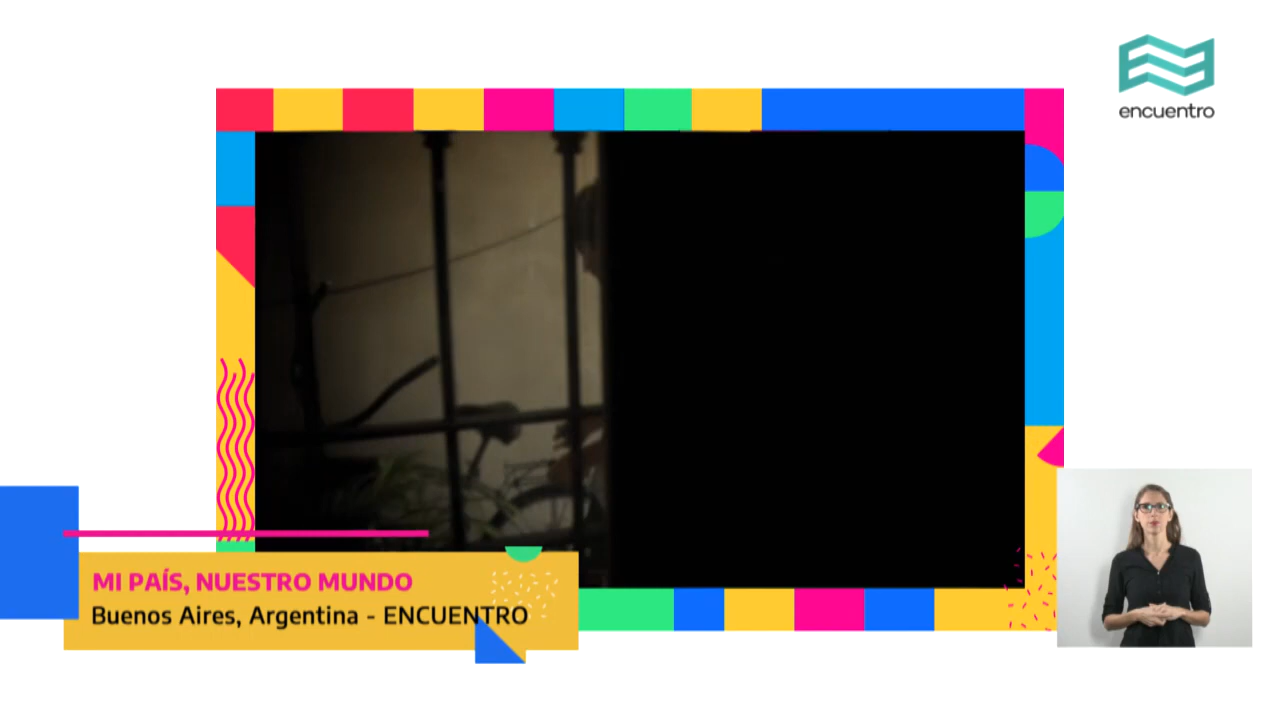 encuentro
MI PAÍS, NUESTRO MUNDO
Buenos Aires, Argentina - ENCUENTRO